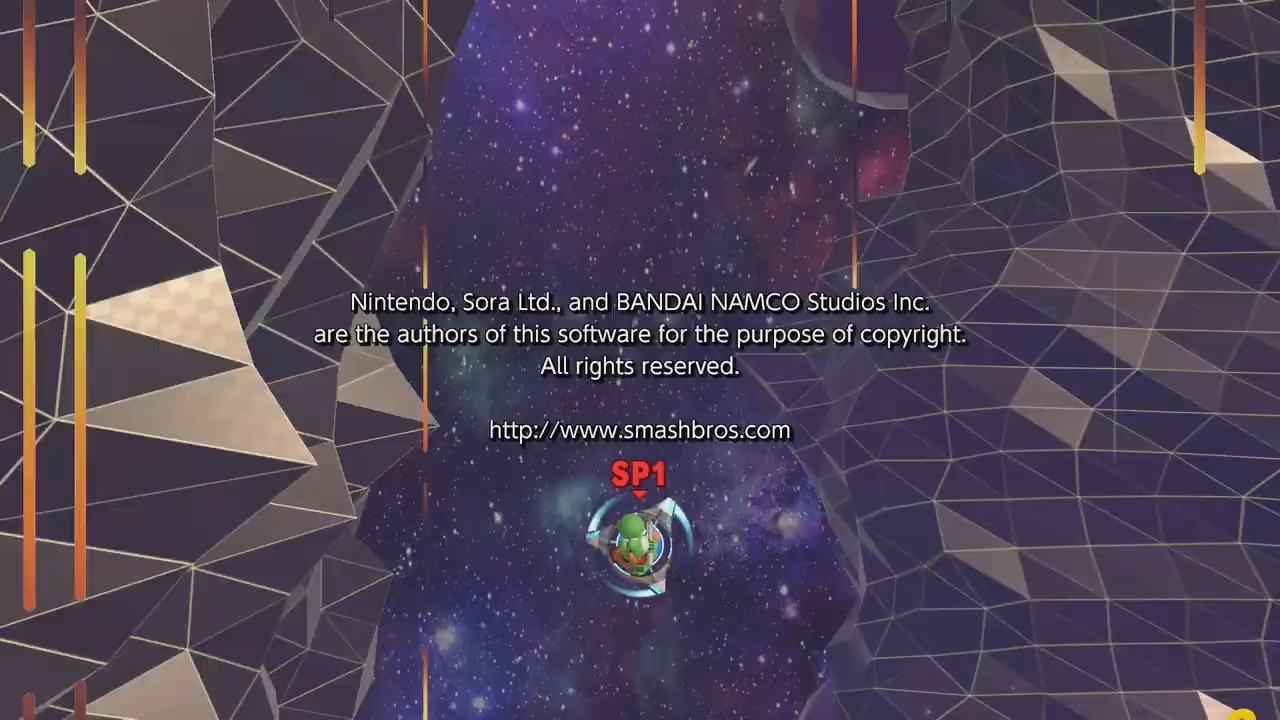 Nintendo, Sora Ltd., and BANDAI NAMCO Studios Inc.
are the authors of this software for the purpose of copyright.
All rights reserved.
http://www.smashbros.com
SP1